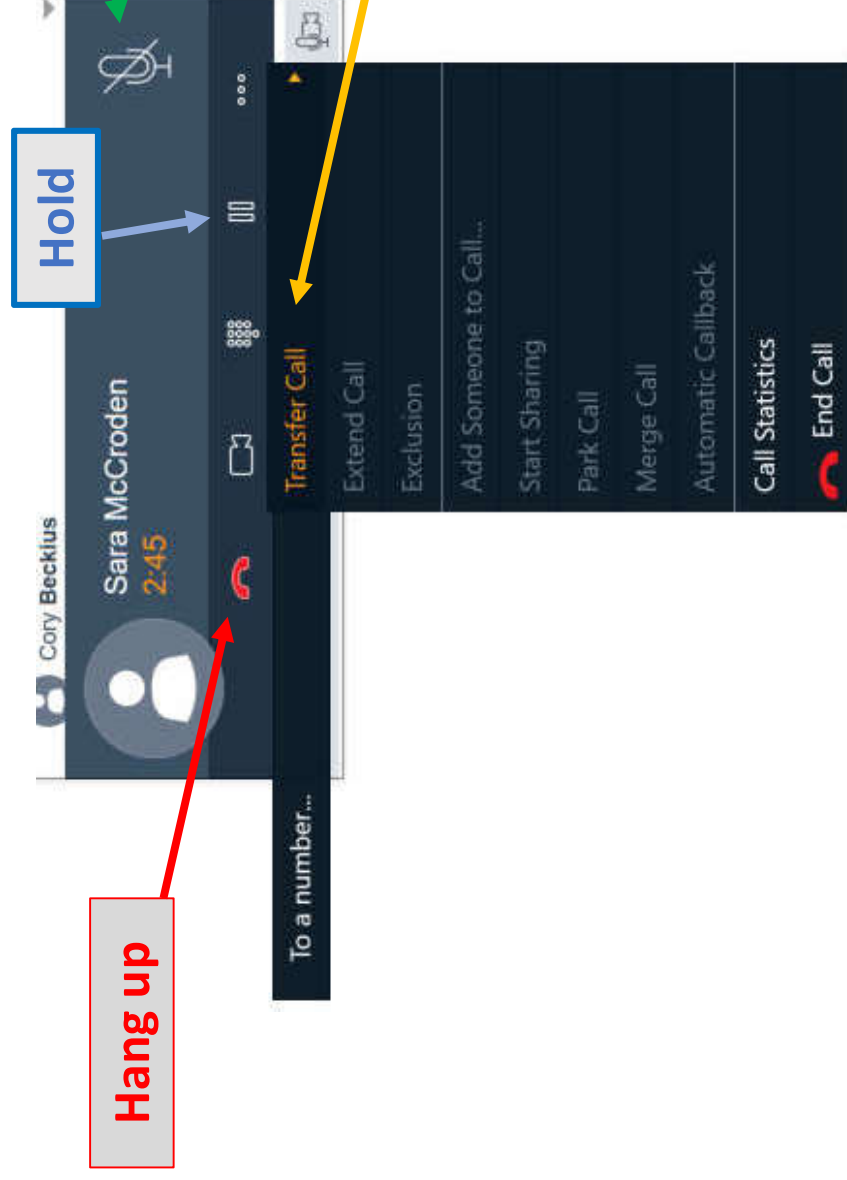 Cory Beckius
Hold
Sara McCroden
2:45
Hang up
To a number...
Transfer Call
Extend Call
Exclusion
Add Someone to Call...
Start Sharing
Park Call
Merge Call
Automatic Callback
Call Statistics
End Call